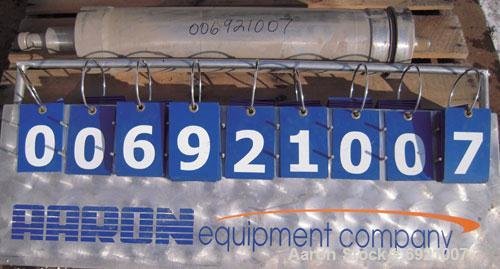 006921007
006921007
AARON equipment company
Aaron Stock# 6921007